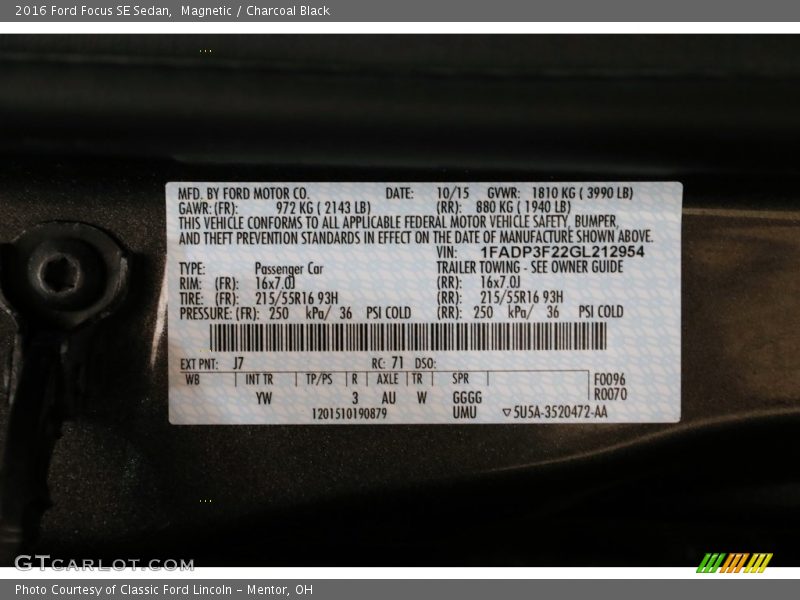 2016 Ford Focus SE Sedan,  Magnetic / Charcoal Black
MFD. BY FORD MOTOR CO. DATE: 10/15 GVWR: 1810 KG ( 3990 LB)
GAWR: (FR): 972 KG ( 2143 LB) (RR): 880 KG ( 1940 LB)
THIS VEHICLE CONFORMS TO ALL APPLICABLE FEDERAL MOTOR VEHICLE SAFETY, BUMPER,
AND THEFT PREVENTION STANDARDS IN EFFECT ON THE DATE OF MANUFACTURE SHOWN ABOVE.
VIN: 1FADP3F22GL212954
TYPE: Passenger Car TRAILER TOWING - SEE OWNER GUIDE
RIM: (FR): 16x7.0J (RR): 16x7.0J
TIRE: (FR): 215/55R16 93H (RR): 215/55R16 93H
PRESSURE: (FR): 250 kPa/ 36 PSI COLD (RR): 250 kPa/ 36 PSI COLD
EXT PNT: J7 RC: 71 DSO:
WB INT TR TP/PS R AXLE TR SPR F0096
YW 3 AU W GGGG R0070
1201510190879 UMU ▽5U5A-3520472-AA
GTCARLOT.COM
Photo Courtesy of Classic Ford Lincoln - Mentor, OH